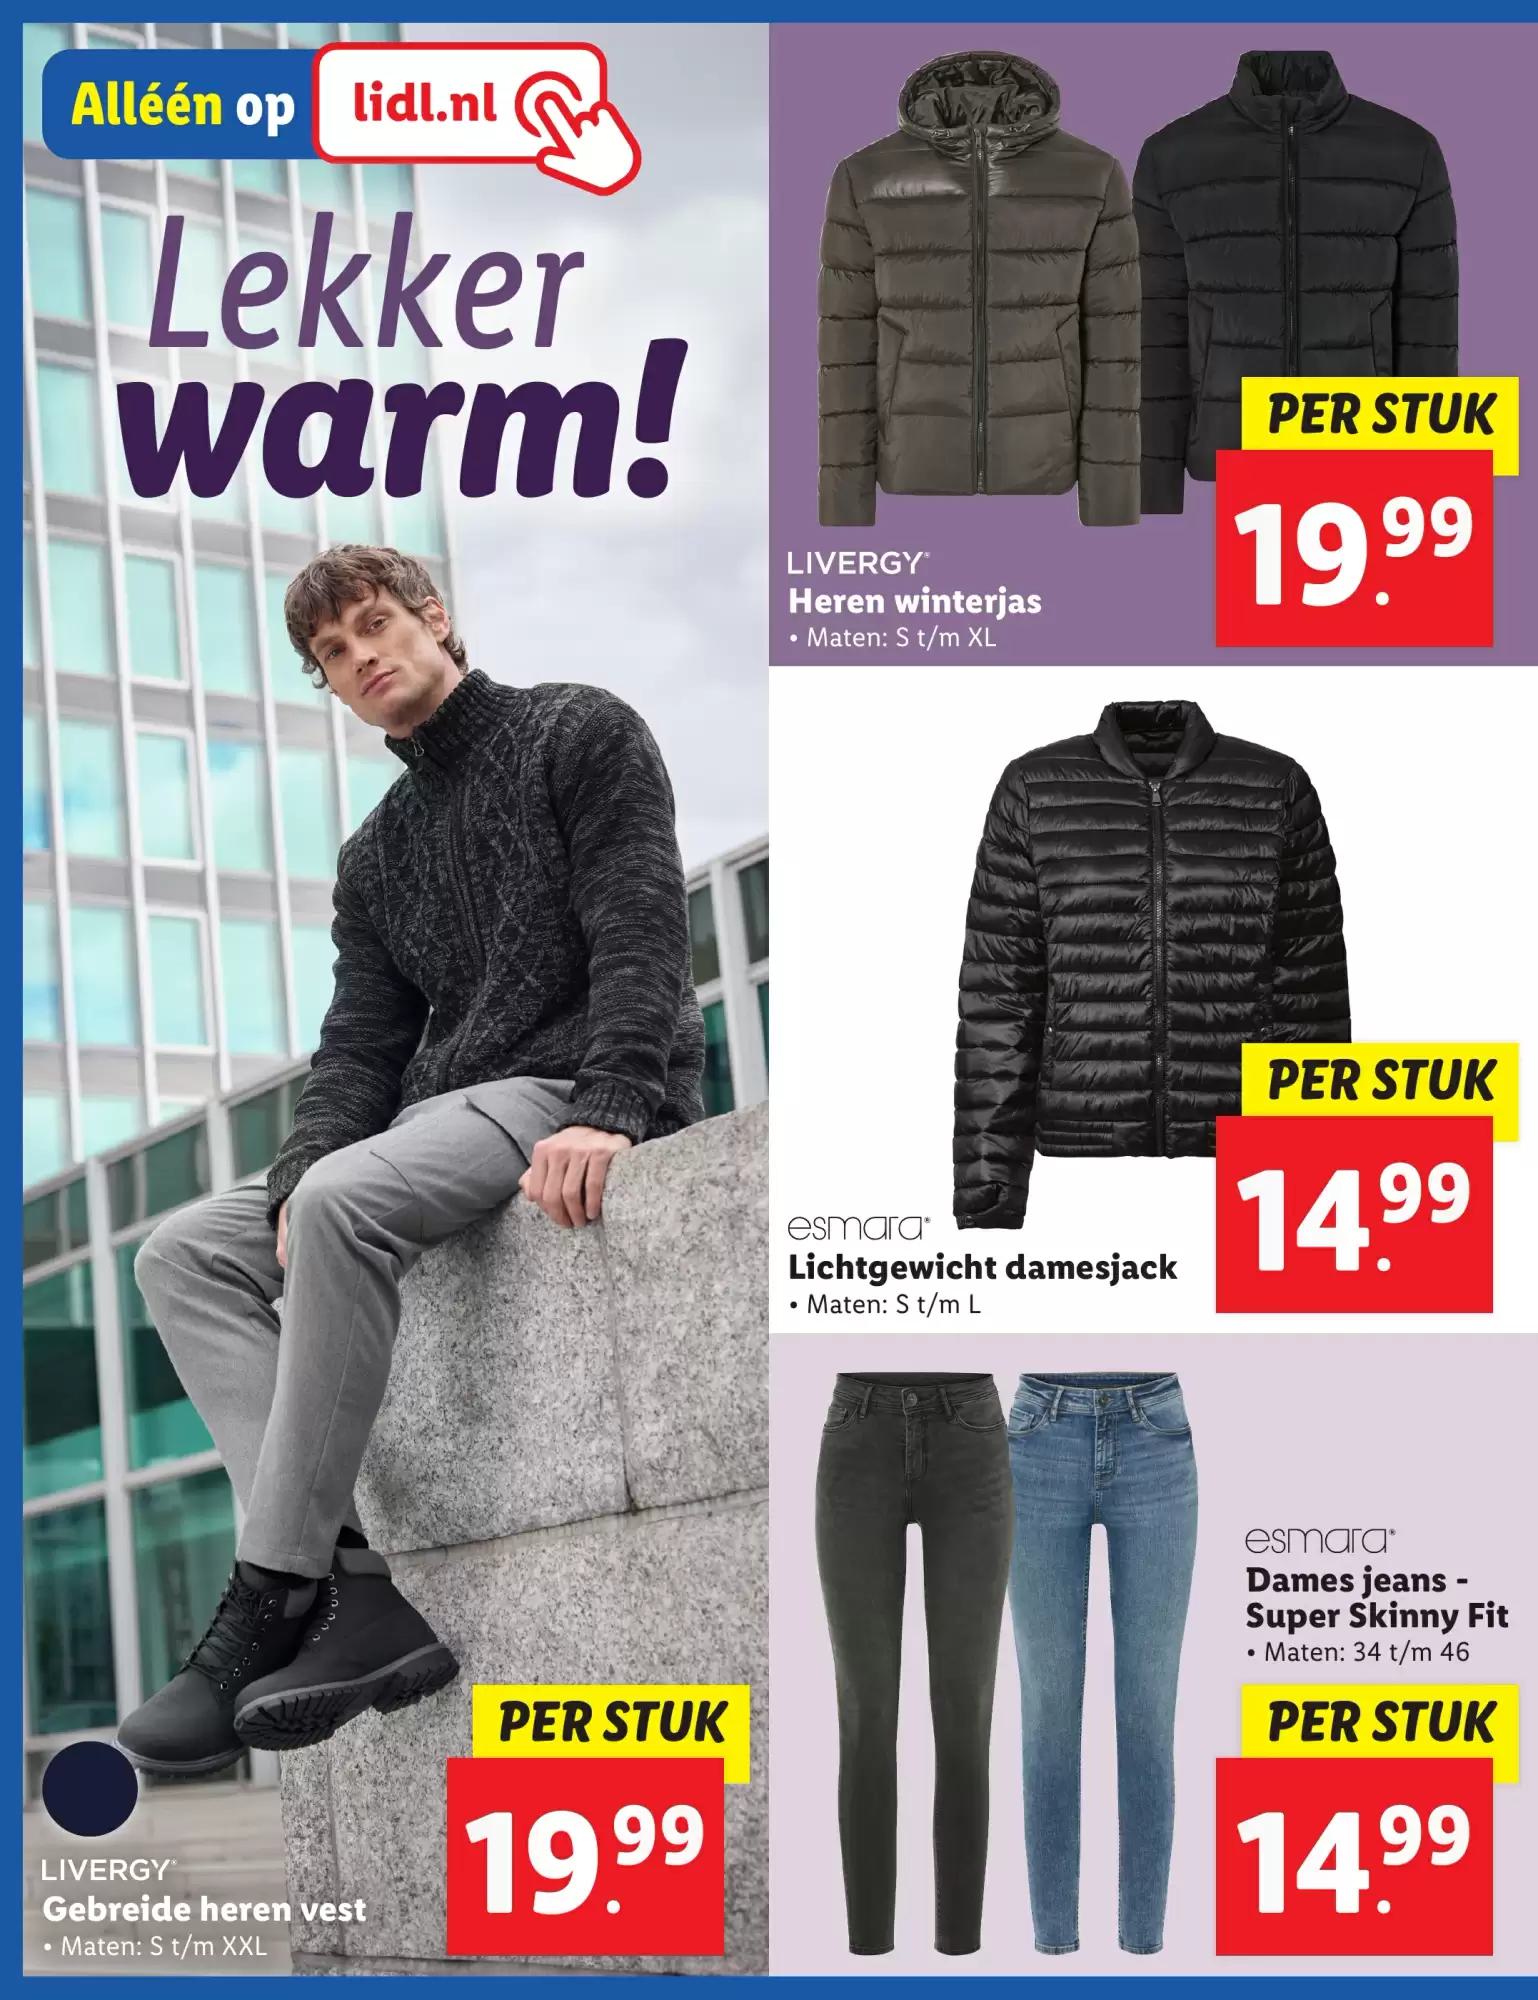 Alléén op lidl.nl
Lekker
warm!
LIVERGY®
Gebreide heren vest
• Maten: S t/m XXL
PER STUK
19.99
LIVERGY®
Heren winterjas
• Maten: S t/m XL
PER STUK
19.99
esmara®
Lichtgewicht damesjack
• Maten: S t/m L
PER STUK
14.99
esmara®
Dames jeans -
Super Skinny Fit
• Maten: 34 t/m 46
PER STUK
14.99